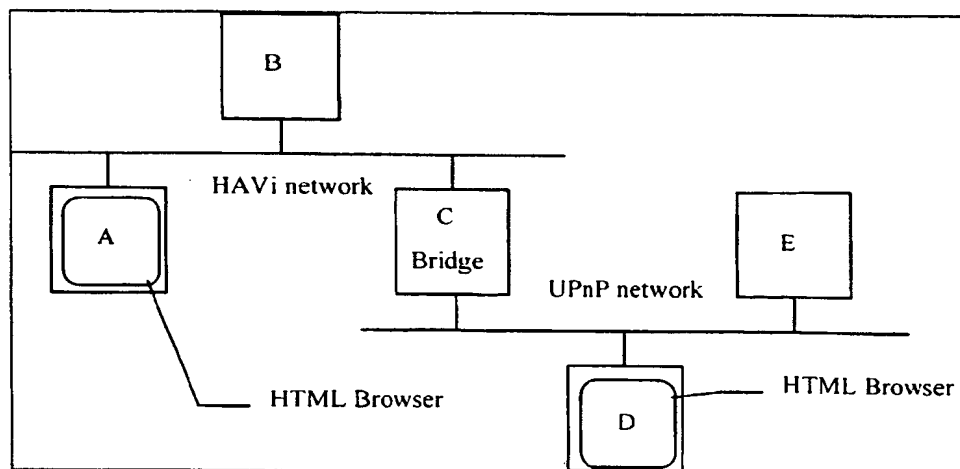 B
HAVi network
A
C
Bridge
E
UPnP network
HTML Browser
HTML Browser
D